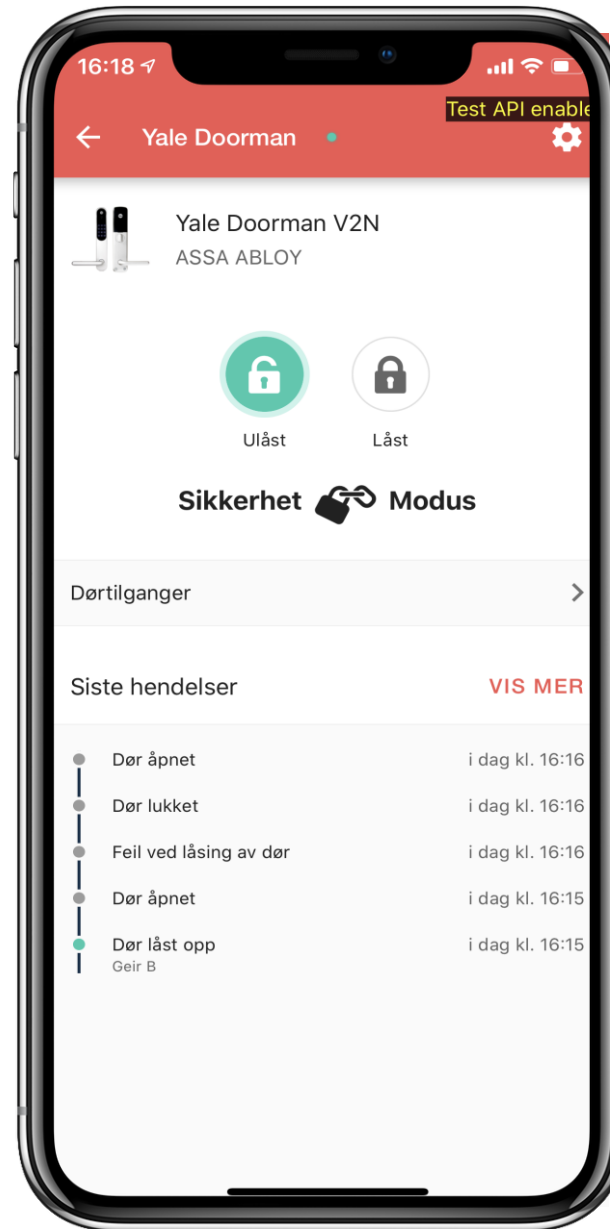 16:18
Test API enable
Yale Doorman
Yale Doorman V2N
ASSA ABLOY
Ulåst
Låst
Sikkerhet Modus
Dørtilganger
Siste hendelser VIS MER
Dør åpnet i dag kl. 16:16
Dør lukket i dag kl. 16:16
Feil ved låsing av dør i dag kl. 16:16
Dør åpnet i dag kl. 16:15
Dør låst opp i dag kl. 16:15
Geir B